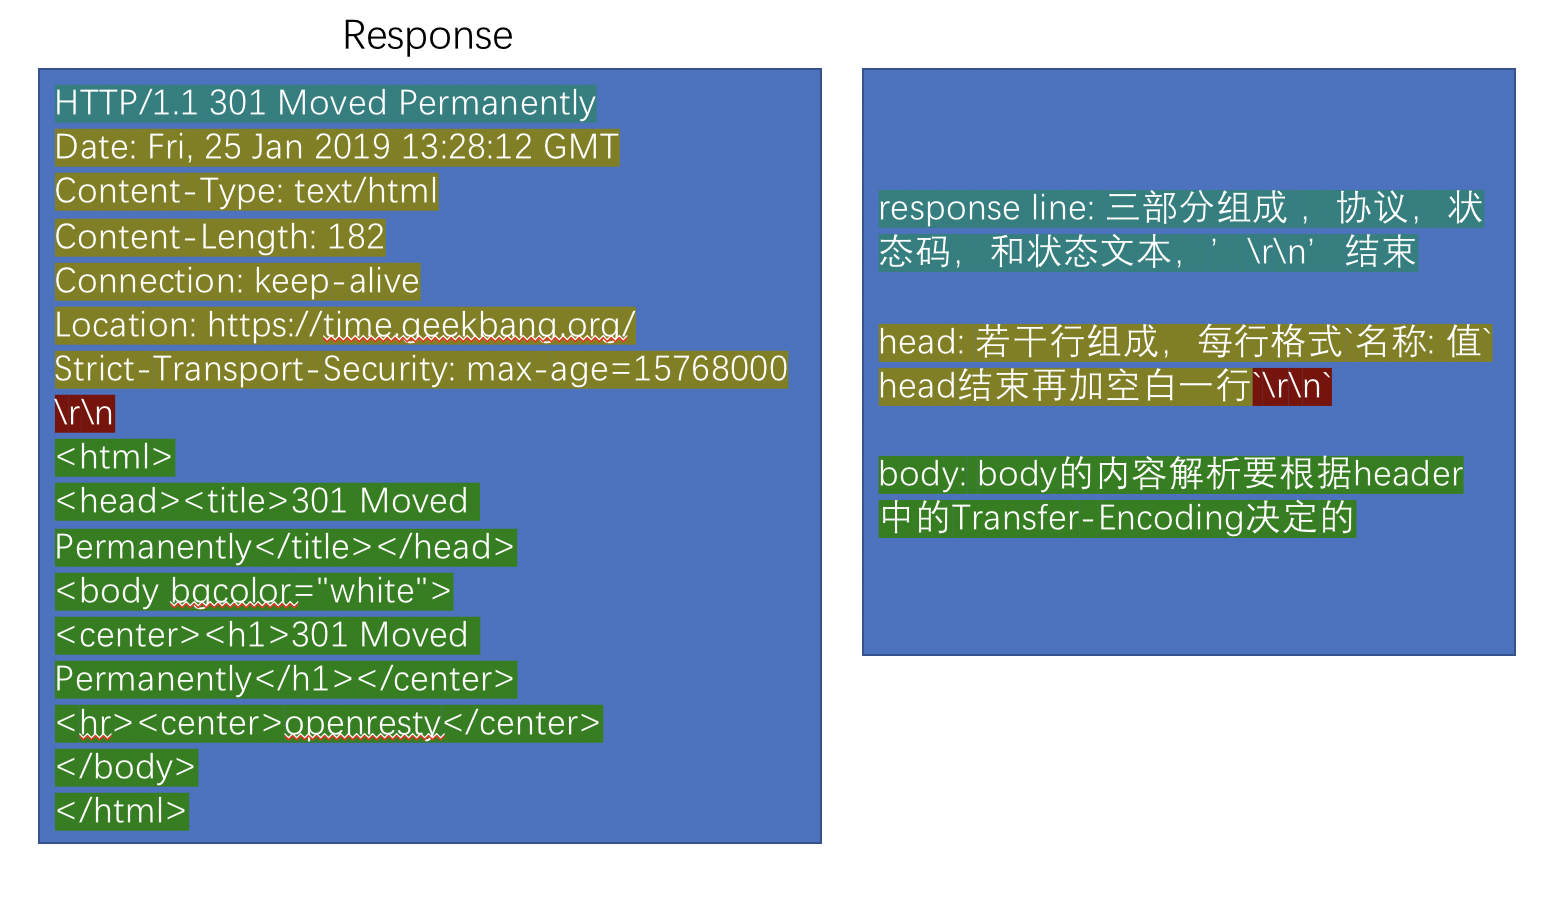 Response
HTTP/1.1 301 Moved Permanently
Date: Fri, 25 Jan 2019 13:28:12 GMT
Content-Type: text/html
Content-Length: 182
Connection: keep-alive
Location: https://time.geekbang.org/
Strict-Transport-Security: max-age=15768000
\r\n
<html>
<head><title>301 Moved
Permanently</title></head>
<body bgcolor="white">
<center><h1>301 Moved
Permanently</h1></center>
<hr><center>openresty</center>
</body>
</html>
response line: 三部分组成 ，协议，状
态码，和状态文本，’\r\n’结束
head: 若干行组成，每行格式`名称: 值`
head结束再加空白一行`\r\n`
body: body的内容解析要根据header
中的Transfer-Encoding决定的